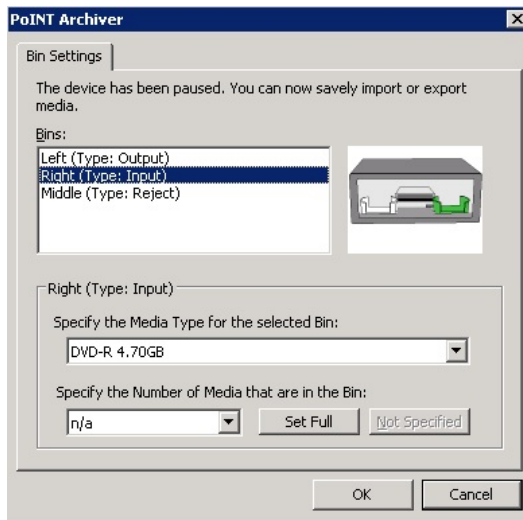 PoINT Archiver
Bin Settings
The device has been paused. You can now savely import or export
media.
Bins:
Left (Type: Output)
Right (Type: Input)
Middle (Type: Reject)
Right (Type: Input)
Specify the Media Type for the selected Bin:
DVD-R 4.70GB
Specify the Number of Media that are in the Bin:
n/a Set Full Not Specified
OK Cancel